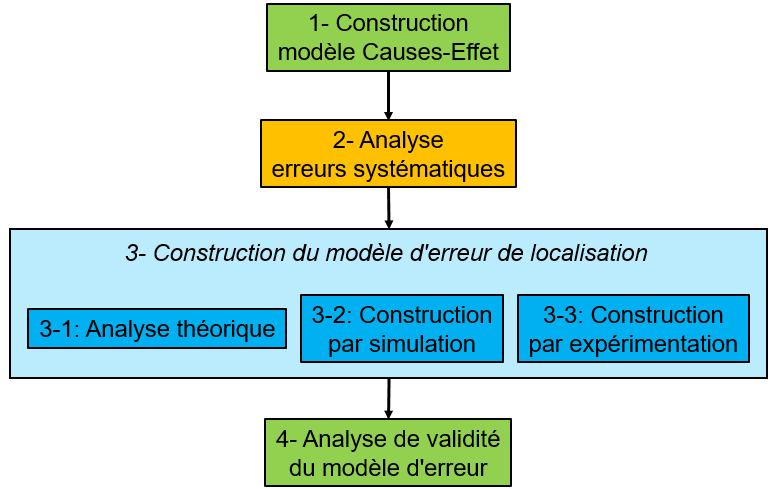 1- Construction
modèle Causes-Effet
2- Analyse
erreurs systématiques
3- Construction du modèle d'erreur de localisation
3-1: Analyse théorique
3-2: Construction
par simulation
3-3: Construction
par expérimentation
4- Analyse de validité
du modèle d'erreur